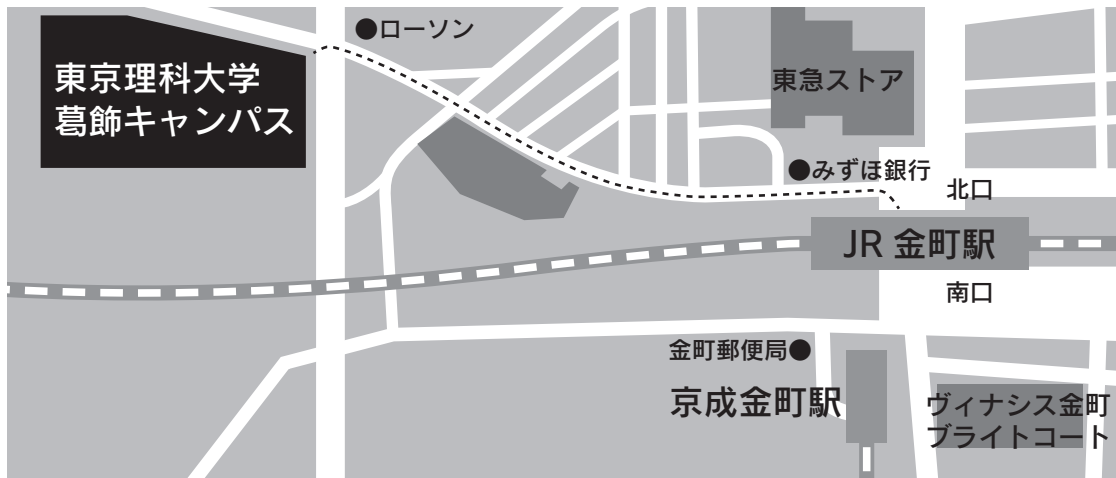 ●ローソン
東京理科大学
葛飾キャンパス
東急ストア
●みずほ銀行
北口
JR 金町駅
南口
金町郵便局●
京成金町駅
ヴィナシス金町
ブライトコート